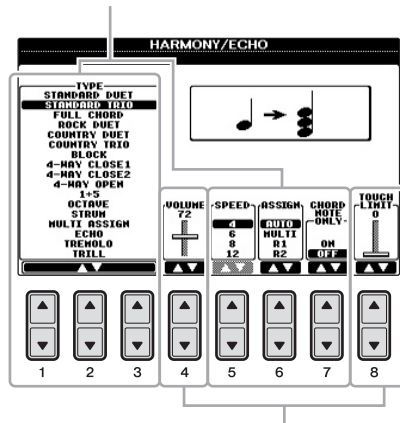 HARMONY/ECHO
TYPE
STANDARD DUET
STANDARD TRIO
FULL CHORD
ROCK DUET
COUNTRY DUET
COUNTRY TRIO
BLOCK
4-WAY CLOSE1
4-WAY CLOSE2
4-WAY OPEN
1+5
OCTAVE
STRUM
MULTI ASSIGN
ECHO
TREMOLO
TRILL
VOLUME
72
SPEED
4
6
8
12
ASSIGN
AUTO
MULTI
R1
R2
CHORD
NOTE
ONLY
ON
OFF
TOUCH
LIMIT
0
1 2 3 4 5 6 7 8